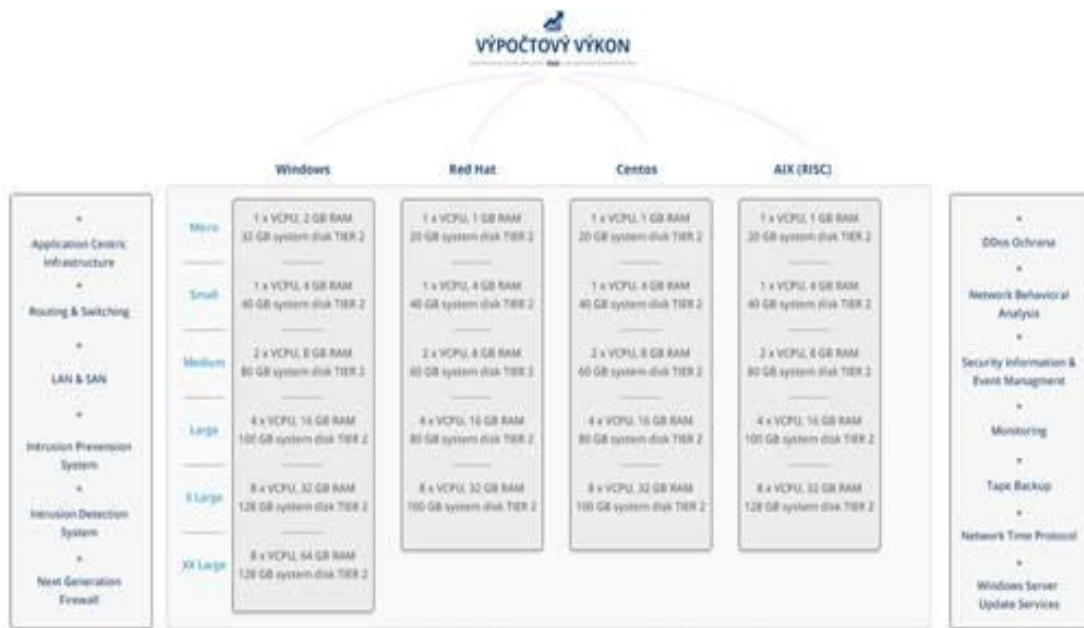 VÝPOČTOVÝ VÝKON
Windows
Red Hat
Centos
AIX (RISC)
Application Centric
Infrastructure
Routing & Switching
LAN & SAN
Intrusion Prevension
System
Intrusion Detection
System
Next Generation
Firewall
Micro
1 x VCPU, 2 GB RAM
32 GB system disk TIER 2
1 x VCPU, 1 GB RAM
20 GB system disk TIER 2
1 x VCPU, 1 GB RAM
20 GB system disk TIER 2
1 x VCPU, 1 GB RAM
20 GB system disk TIER 2
Small
1 x VCPU, 4 GB RAM
40 GB system disk TIER 2
1 x VCPU, 4 GB RAM
40 GB system disk TIER 2
1 x VCPU, 4 GB RAM
40 GB system disk TIER 2
1 x VCPU, 4 GB RAM
40 GB system disk TIER 2
Medium
2 x VCPU, 8 GB RAM
80 GB system disk TIER 2
2 x VCPU, 8 GB RAM
60 GB system disk TIER 2
2 x VCPU, 8 GB RAM
60 GB system disk TIER 2
2 x VCPU, 8 GB RAM
80 GB system disk TIER 2
Large
4 x VCPU, 16 GB RAM
100 GB system disk TIER 2
4 x VCPU, 16 GB RAM
80 GB system disk TIER 2
4 x VCPU, 16 GB RAM
80 GB system disk TIER 2
4 x VCPU, 16 GB RAM
100 GB system disk TIER 2
X Large
8 x VCPU, 32 GB RAM
128 GB system disk TIER 2
8 x VCPU, 32 GB RAM
100 GB system disk TIER 2
8 x VCPU, 32 GB RAM
100 GB system disk TIER 2
8 x VCPU, 32 GB RAM
128 GB system disk TIER 2
XX Large
8 x VCPU, 64 GB RAM
128 GB system disk TIER 2
DDos Ochrana
Network Behavioral
Analysis
Security Information &
Event Managment
Monitoring
Tape Backup
Network Time Protocol
Windows Server
Update Services